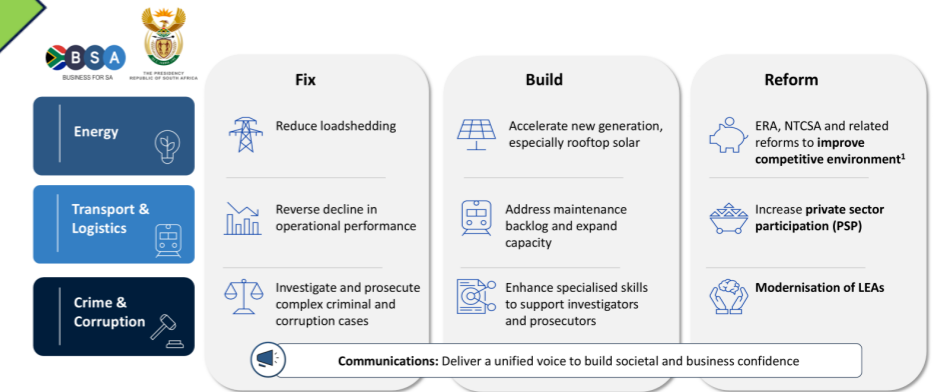 BSA
BUSINESS FOR SA
THE PRESIDENCY
REPUBLIC OF SOUTH AFRICA
Fix
Build
Reform
Energy
Reduce loadshedding
Accelerate new generation,
especially rooftop solar
ERA, NTCSA and related
reforms to improve
competitive environment¹
Transport &
Logistics
Reverse decline in
operational performance
Address maintenance
backlog and expand
capacity
Increase private sector
participation (PSP)
Crime &
Corruption
Investigate and prosecute
complex criminal and
corruption cases
Enhance specialised skills
to support investigators
and prosecutors
Modernisation of LEAs
Communications: Deliver a unified voice to build societal and business confidence